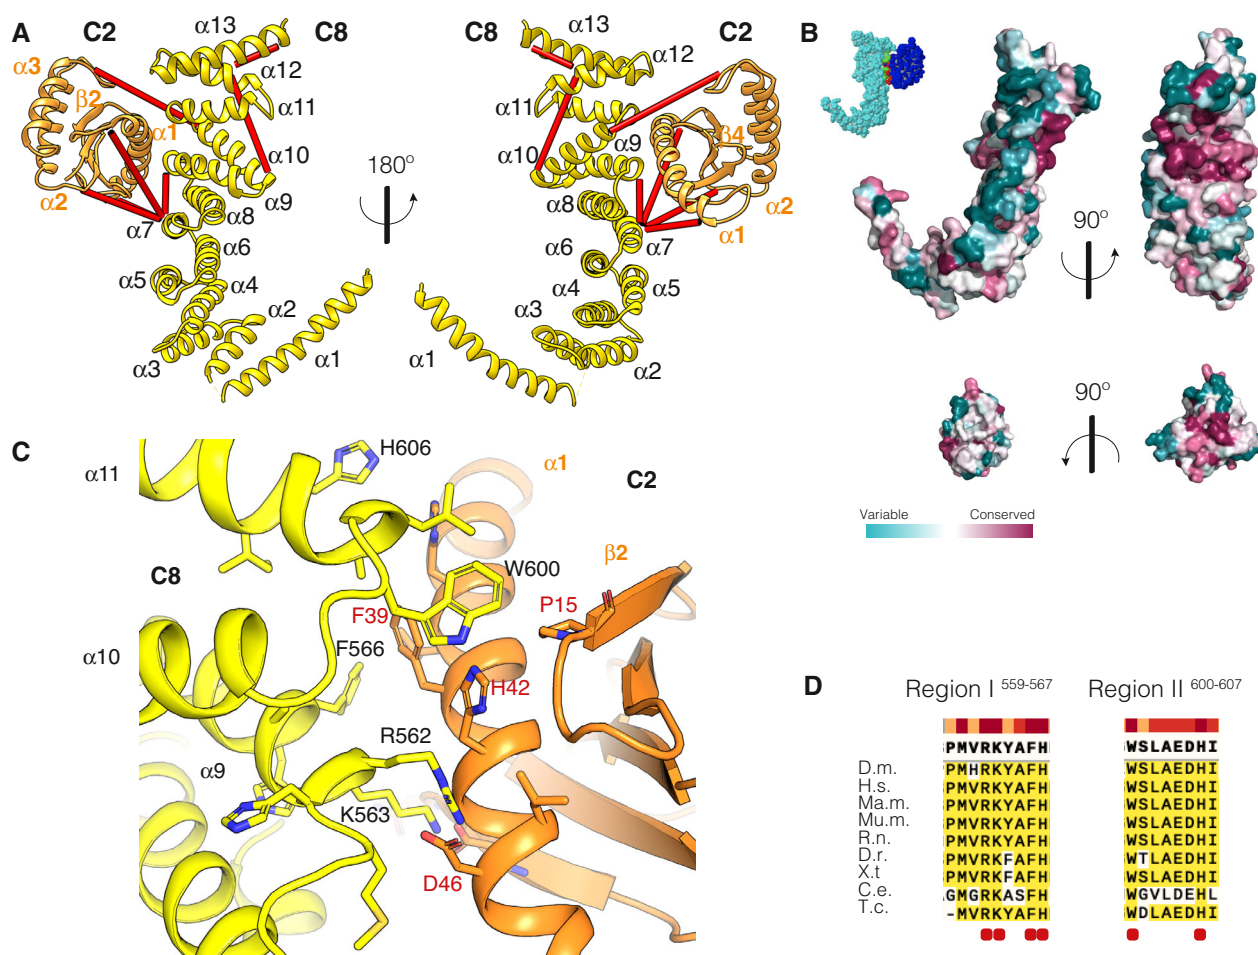 A
C2
α13
C8
α3
α12
β2
α1
α11
α10
α2
α9
α8
α7
α6
α5
α4
α2
α3
α1
180°
C8
α13
C2
α12
α11
α9
β4
α10
α8
α2
α7
α1
α6
α4
α5
α3
α1
α2
B
90°
90°
Variable
Conserved
C
α11
H606
α1
C2
C8
W600
β2
F39
P15
α10
F566
H42
R562
α9
K563
D46
D
Region I 559-567
Region II 600-607
PMVRKYAFH
WSLAEDHI
D.m.
PMHRKYAFH
WSLAEDHI
H.s.
PMVRKYAFH
WSLAEDHI
Ma.m.
PMVRKYAFH
WSLAEDHI
Mu.m.
PMVRKYAFH
WSLAEDHI
R.n.
PMVRKYAFH
WSLAEDHI
D.r.
PMVRKFAFH
WTLAEDHI
X.t
PMVRKFAFH
WSLAEDHI
C.e.
GMGRKASFH
WGVLDEHL
T.c.
-MVRKYAFH
WDLAEDHI